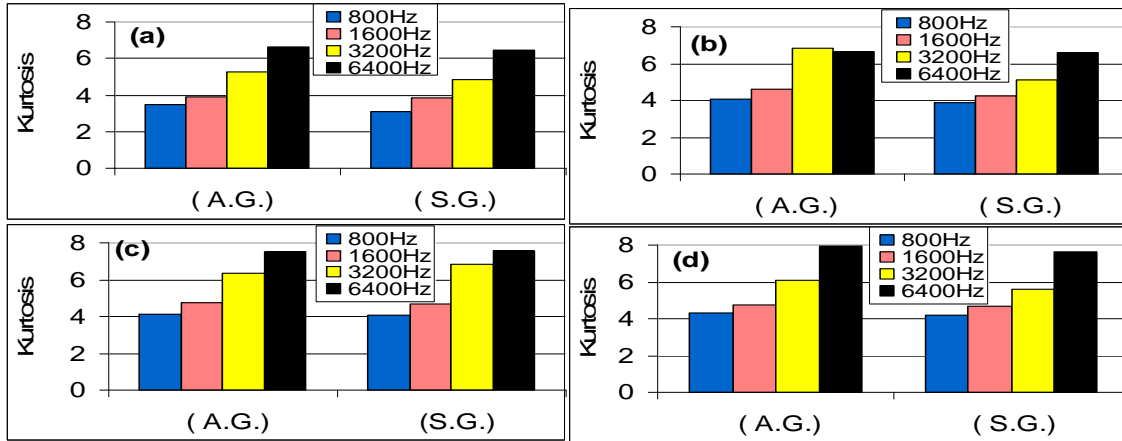 8
6
4
2
0
Kurtosis
(a)
800Hz
1600Hz
3200Hz
6400Hz
( A.G.)
( S.G.)
8
6
4
2
0
Kurtosis
(b)
800Hz
1600Hz
3200Hz
6400Hz
( A.G.)
( S.G.)
8
6
4
2
0
Kurtosis
(c)
800Hz
1600Hz
3200Hz
6400Hz
( A.G.)
(S.G.)
8
6
4
2
0
Kurtosis
(d)
800Hz
1600Hz
3200Hz
6400Hz
( A.G.)
( S.G.)